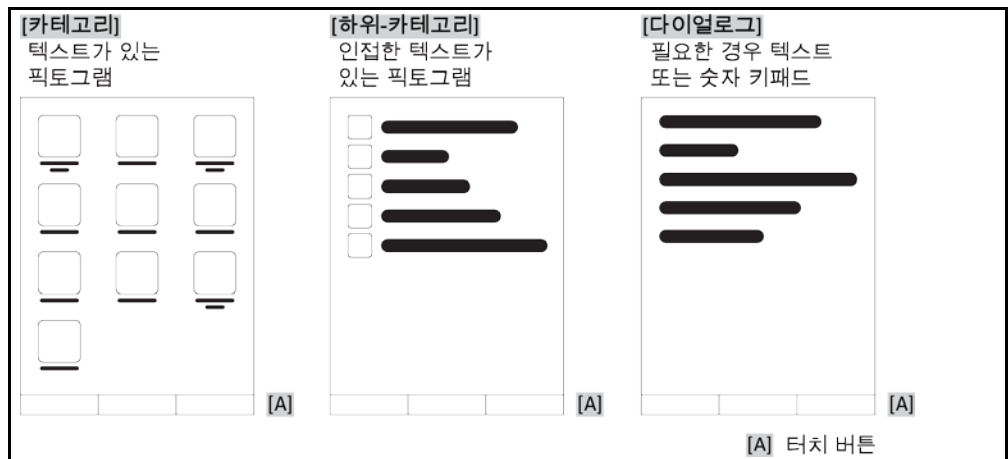 [카테고리]
텍스트가 있는
픽토그램
[하위-카테고리]
인접한 텍스트가
있는 픽토그램
[다이얼로그]
필요한 경우 텍스트
또는 숫자 키패드
[A]
[A]
[A]
[A] 터치 버튼